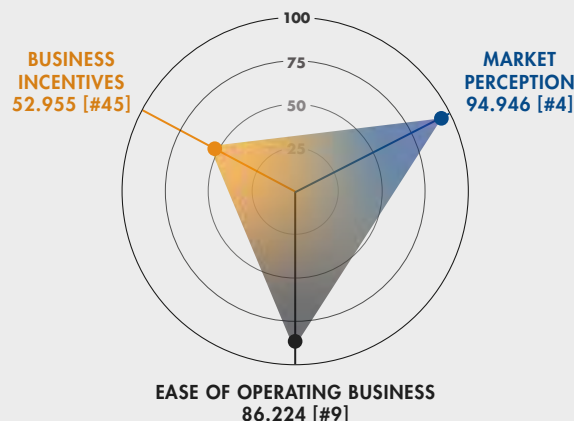 100
75
50
25
BUSINESS
INCENTIVES
52.955 [#45]
MARKET
PERCEPTION
94.946 [#4]
EASE OF OPERATING BUSINESS
86.224 [#9]